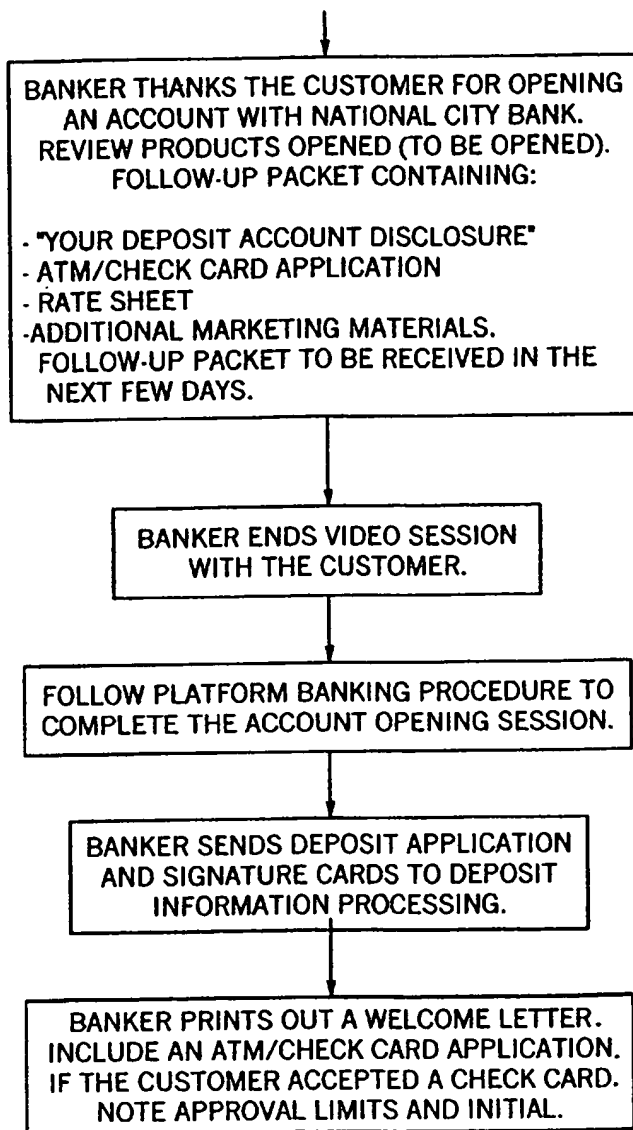 BANKER THANKS THE CUSTOMER FOR OPENING
AN ACCOUNT WITH NATIONAL CITY BANK.
REVIEW PRODUCTS OPENED (TO BE OPENED).
FOLLOW-UP PACKET CONTAINING:
- "YOUR DEPOSIT ACCOUNT DISCLOSURE"
- ATM/CHECK CARD APPLICATION
- RATE SHEET
-ADDITIONAL MARKETING MATERIALS.
FOLLOW-UP PACKET TO BE RECEIVED IN THE
NEXT FEW DAYS.
BANKER ENDS VIDEO SESSION
WITH THE CUSTOMER.
FOLLOW PLATFORM BANKING PROCEDURE TO
COMPLETE THE ACCOUNT OPENING SESSION.
BANKER SENDS DEPOSIT APPLICATION
AND SIGNATURE CARDS TO DEPOSIT
INFORMATION PROCESSING.
BANKER PRINTS OUT A WELCOME LETTER.
INCLUDE AN ATM/CHECK CARD APPLICATION.
IF THE CUSTOMER ACCEPTED A CHECK CARD.
NOTE APPROVAL LIMITS AND INITIAL.